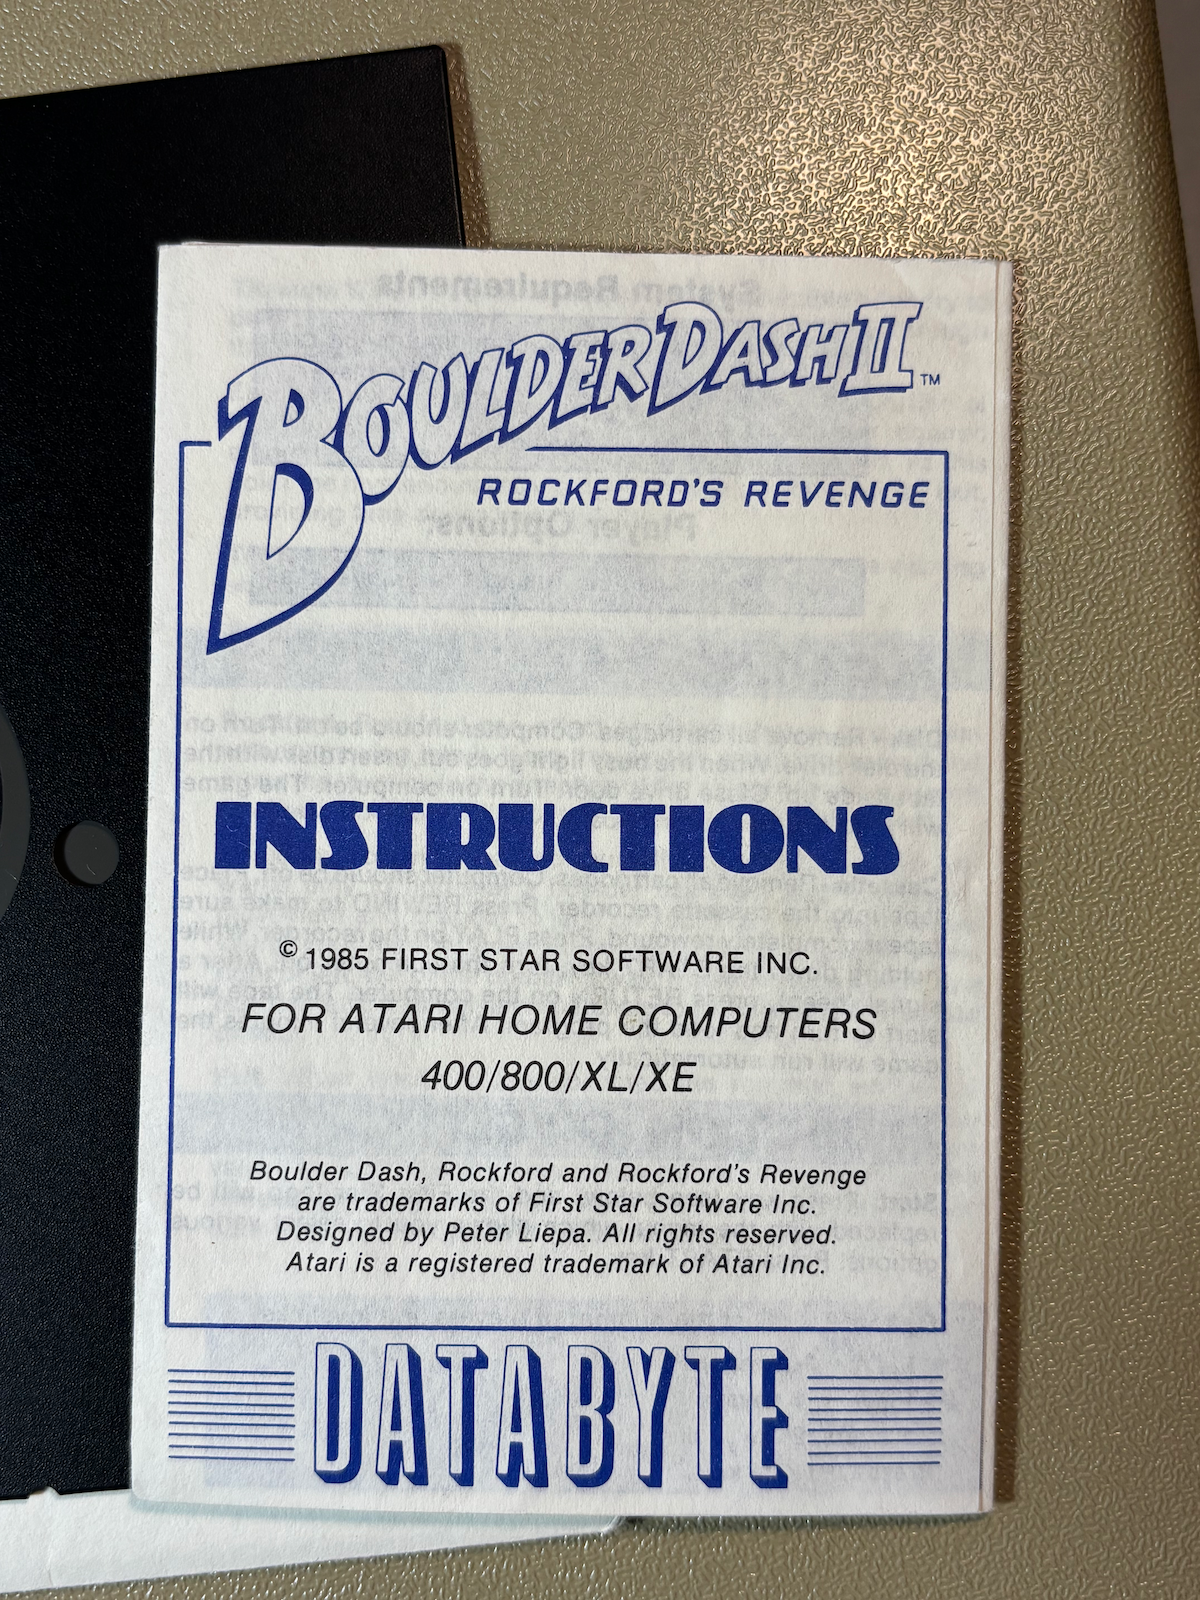 BOULDER DASH II™
ROCKFORD'S REVENGE
INSTRUCTIONS
© 1985 FIRST STAR SOFTWARE INC.
FOR ATARI HOME COMPUTERS
400/800/XL/XE
Boulder Dash, Rockford and Rockford's Revenge
are trademarks of First Star Software Inc.
Designed by Peter Liepa. All rights reserved.
Atari is a registered trademark of Atari Inc.
DATABYTE